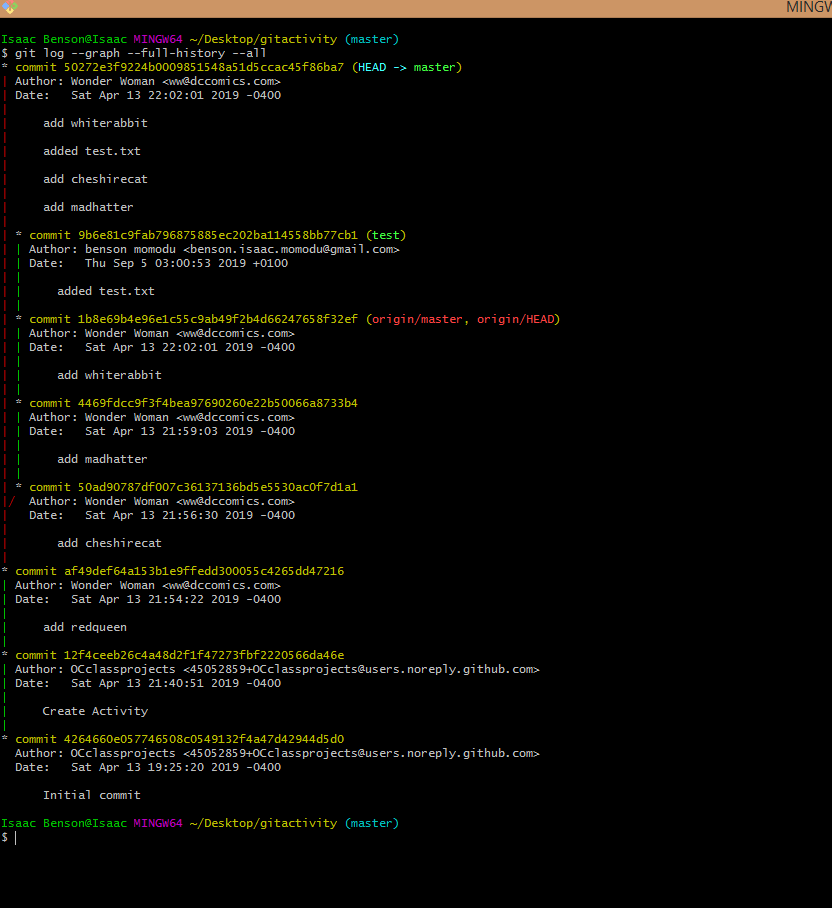 MINGW
Isaac Benson@Isaac MINGW64 ~/Desktop/gitactivity (master)
$ git log --graph --full-history --all
* commit 50272e3f9224b0009851548a51d5ccac45f86ba7 (HEAD -> master)
| Author: Wonder Woman <ww@dccomics.com>
| Date:   Sat Apr 13 22:02:01 2019 -0400
|
|     add whiterabbit
|
|     added test.txt
|
|     add cheshirecat
|
|     add madhatter
|
| * commit 9b6e81c9fab796875885ec202ba114558bb77cb1 (test)
| | Author: benson momodu <benson.isaac.momodu@gmail.com>
| | Date:   Thu Sep 5 03:00:53 2019 +0100
| |
| |     added test.txt
| |
| * commit 1b8e69b4e96e1c55c9ab49f2b4d66247658f32ef (origin/master, origin/HEAD)
| | Author: Wonder Woman <ww@dccomics.com>
| | Date:   Sat Apr 13 22:02:01 2019 -0400
| |
| |     add whiterabbit
| |
| * commit 4469fdcc9f3f4bea97690260e22b50066a8733b4
| | Author: Wonder Woman <ww@dccomics.com>
| | Date:   Sat Apr 13 21:59:03 2019 -0400
| |
| |     add madhatter
| |
| * commit 50ad90787df007c36137136bd5e5530ac0f7d1a1
|/  Author: Wonder Woman <ww@dccomics.com>
|   Date:   Sat Apr 13 21:56:30 2019 -0400
|
|       add cheshirecat
|
* commit af49def64a153b1e9ffedd300055c4265dd47216
| Author: Wonder Woman <ww@dccomics.com>
| Date:   Sat Apr 13 21:54:22 2019 -0400
|
|     add redqueen
|
* commit 12f4ceeb26c4a48d2f1f47273fbf2220566da46e
| Author: OCclassprojects <45052859+OCclassprojects@users.noreply.github.com>
| Date:   Sat Apr 13 21:40:51 2019 -0400
|
|     Create Activity
|
* commit 4264660e057746508c0549132f4a47d42944d5d0
  Author: OCclassprojects <45052859+OCclassprojects@users.noreply.github.com>
  Date:   Sat Apr 13 19:25:20 2019 -0400

      Initial commit

Isaac Benson@Isaac MINGW64 ~/Desktop/gitactivity (master)
$